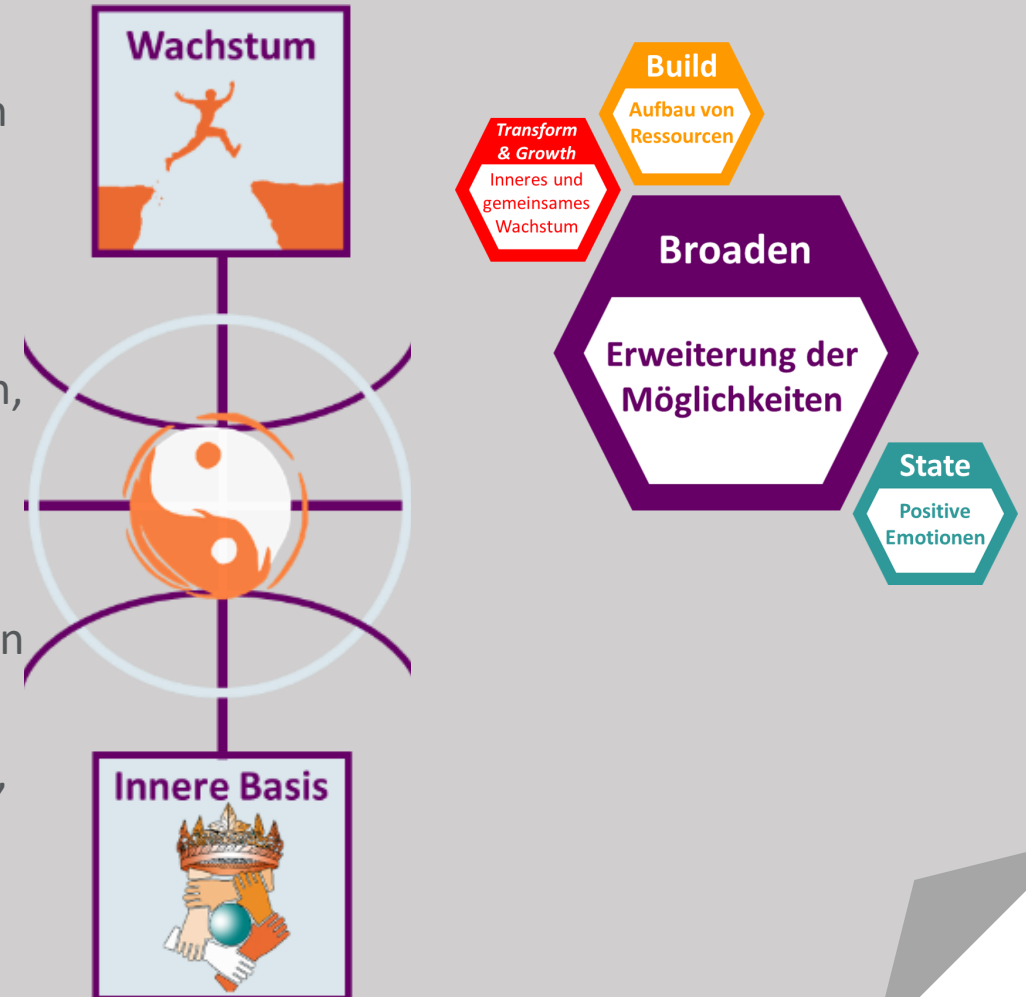 Wachstum
Build
Aufbau von
Ressourcen
Transform
& Growth
Inneres und
gemeinsames
Wachstum
Broaden
Erweiterung der
Möglichkeiten
State
Positive
Emotionen
Innere Basis